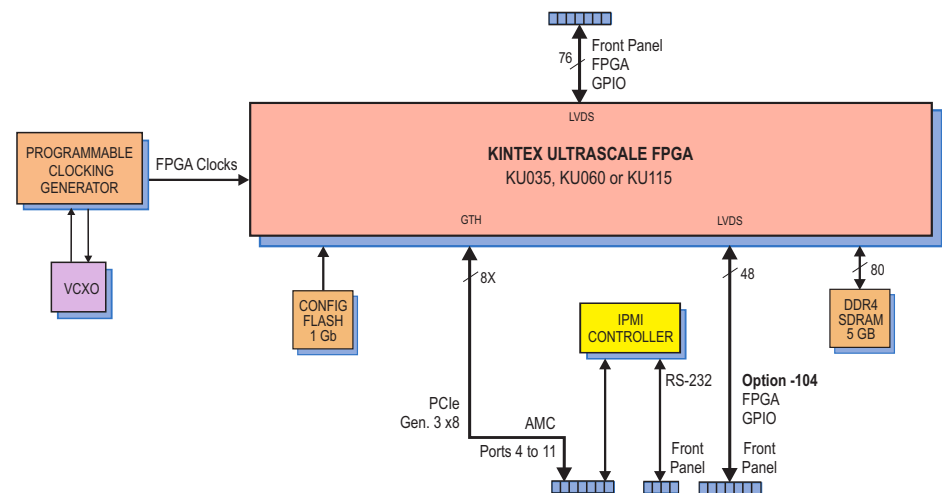 76
Front Panel
FPGA
GPIO
LVDS
KINTEX ULTRASCALE FPGA
KU035, KU060 or KU115
GTH
LVDS
PROGRAMMABLE
CLOCKING
GENERATOR
FPGA Clocks
VCXO
CONFIG
FLASH
1 Gb
8X
IPMI
CONTROLLER
48
80
DDR4
SDRAM
5 GB
RS-232
Option -104
FPGA
GPIO
PCIe
Gen. 3 x8
AMC
Ports 4 to 11
Front
Panel
Front
Panel